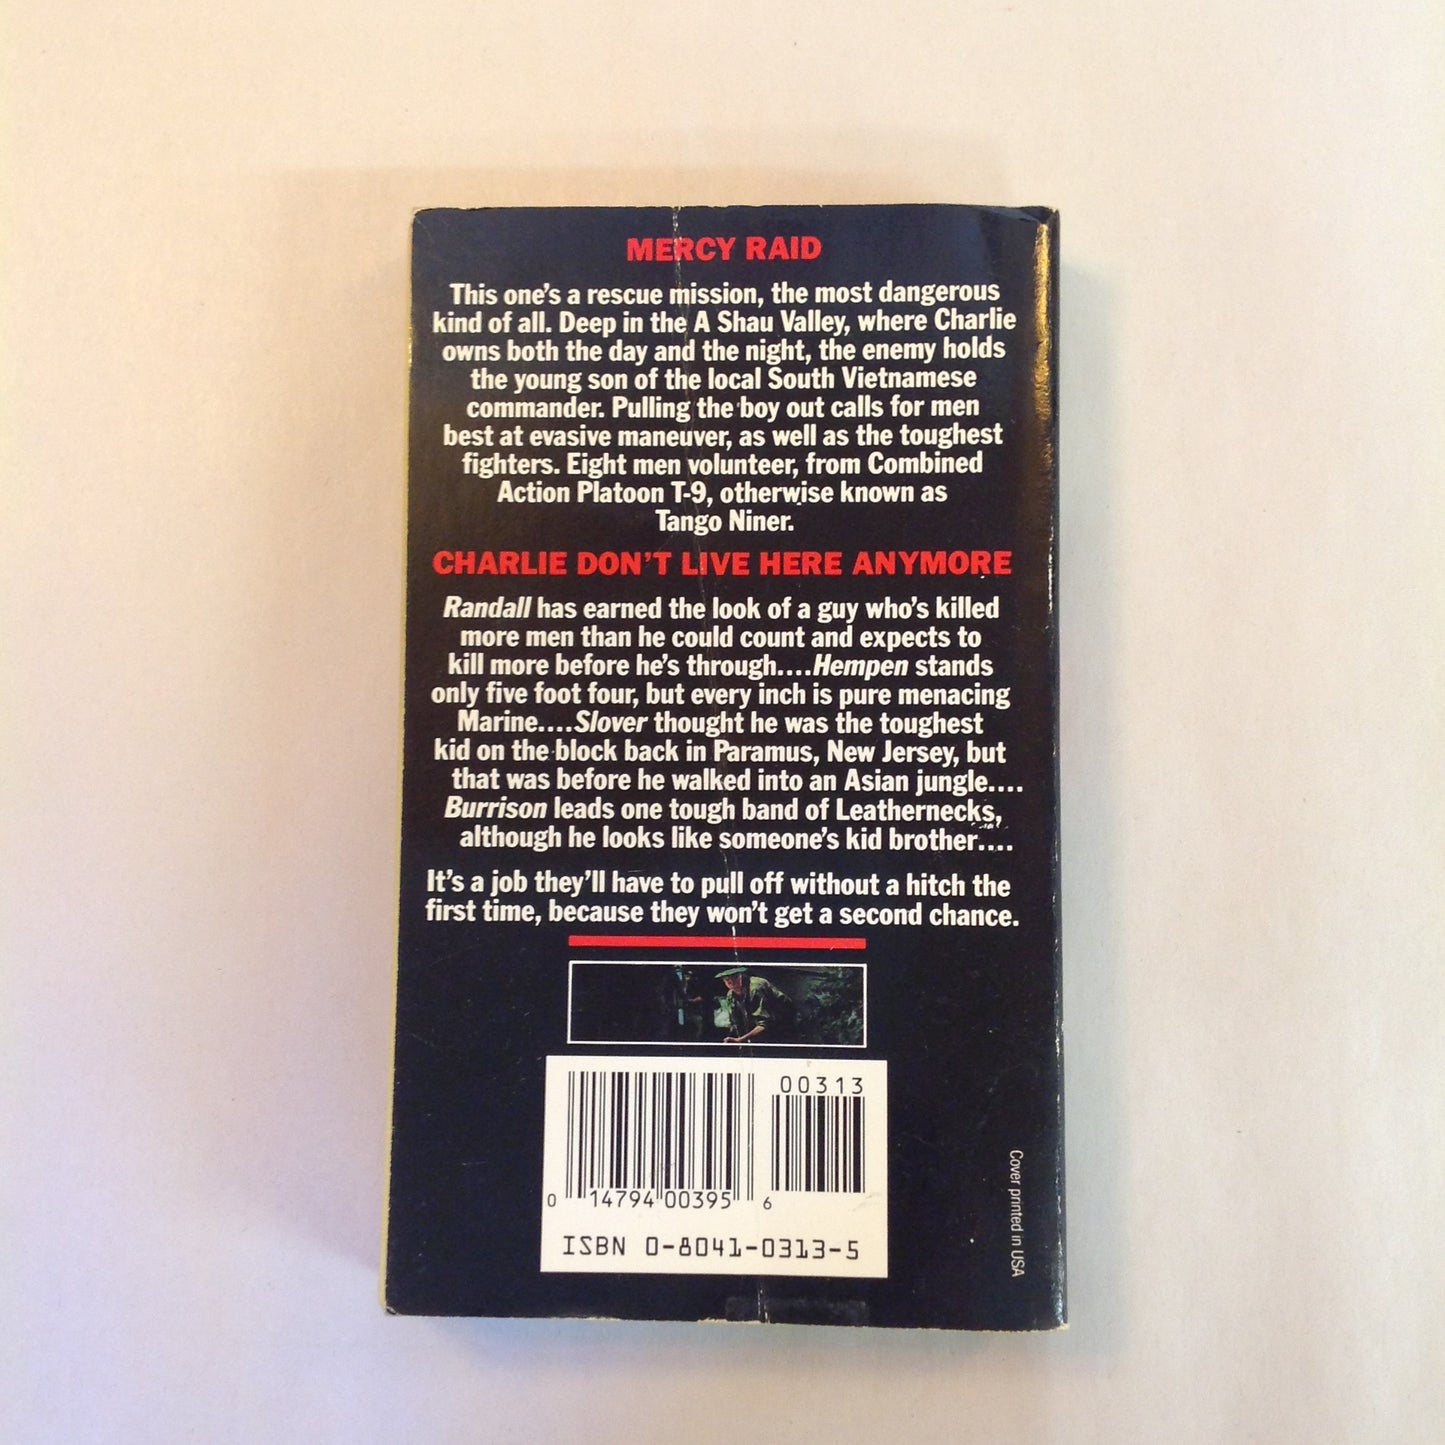 MERCY RAID
This one's a rescue mission, the most dangerous
kind of all. Deep in the A Shau Valley, where Charlie
owns both the day and the night, the enemy holds
the young son of the local South Vietnamese
commander. Pulling the boy out calls for men
best at evasive maneuver, as well as the toughest
fighters. Eight men volunteer, from Combined
Action Platoon T-9, otherwise known as
Tango Niner.
CHARLIE DON'T LIVE HERE ANYMORE
Randall has earned the look of a guy who's killed
more men than he could count and expects to
kill more before he's through....Hempen stands
only five foot four, but every inch is pure menacing
Marine....Slover thought he was the toughest
kid on the block back in Paramus, New Jersey, but
that was before he walked into an Asian jungle....
Burrison leads one tough band of Leathernecks,
although he looks like someone's kid brother....
It's a job they'll have to pull off without a hitch the
first time, because they won't get a second chance.
00313
0 14794 00395 6
ISBN 0-8041-0313-5
Cover printed in USA